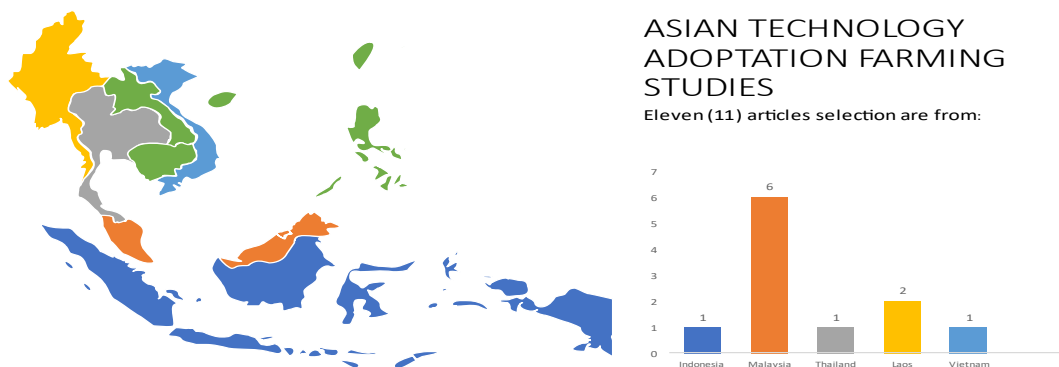 ASIAN TECHNOLOGY
ADOPTATION FARMING
STUDIES
Eleven (11) articles selection are from:
7
6
5
4
3
2
1
0
1
6
1
2
1
Indonesia
Malaysia
Thailand
Laos
Vietnam